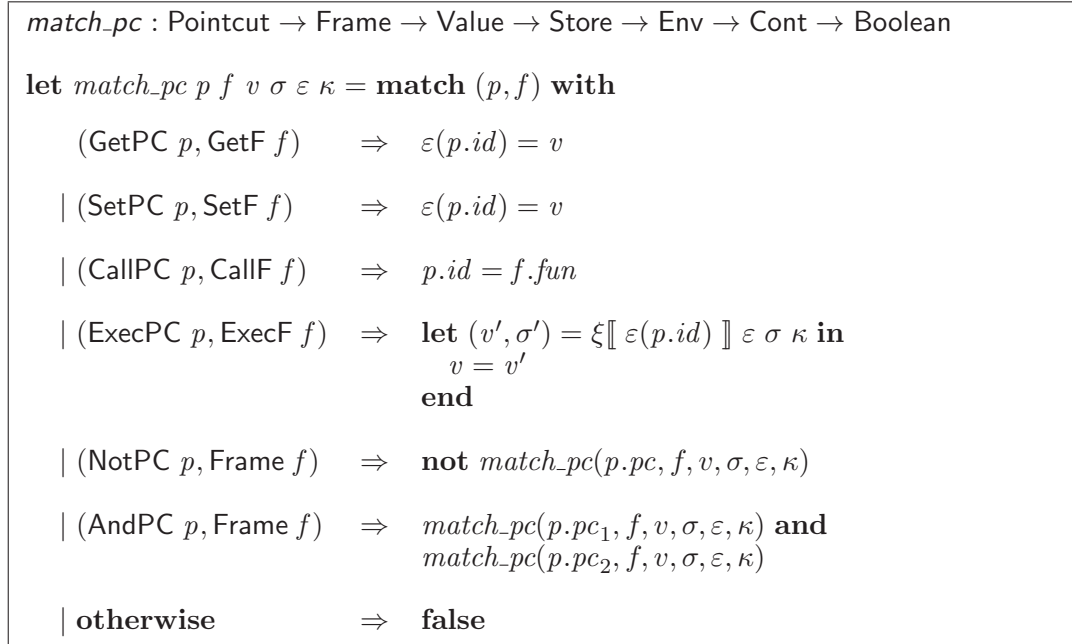 match_pc : Pointcut → Frame → Value → Store → Env → Cont → Boolean
let match_pc p f v σ ε κ = match (p, f) with
(GetPC p, GetF f) ⇒ ε(p.id) = v
| (SetPC p, SetF f) ⇒ ε(p.id) = v
| (CallPC p, CallF f) ⇒ p.id = f.fun
| (ExecPC p, ExecF f) ⇒ let (v′, σ′) = ξ⟦ ε(p.id) ⟧ ε σ κ in
v = v′
end
| (NotPC p, Frame f) ⇒ not match_pc(p.pc, f, v, σ, ε, κ)
| (AndPC p, Frame f) ⇒ match_pc(p.pc₁, f, v, σ, ε, κ) and
match_pc(p.pc₂, f, v, σ, ε, κ)
| otherwise ⇒ false